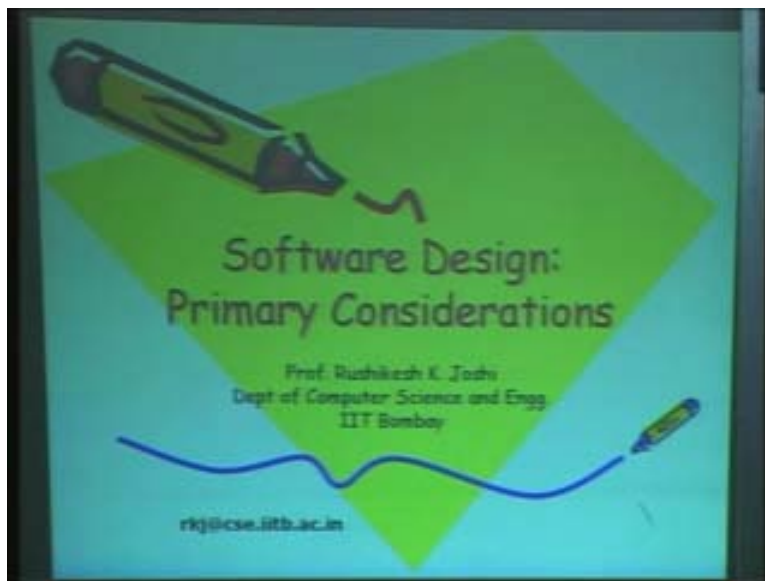 Software Design:
Primary Considerations
Prof. Rushikesh K. Joshi
Dept of Computer Science and Engg.
IIT Bombay
rkj@cse.iitb.ac.in